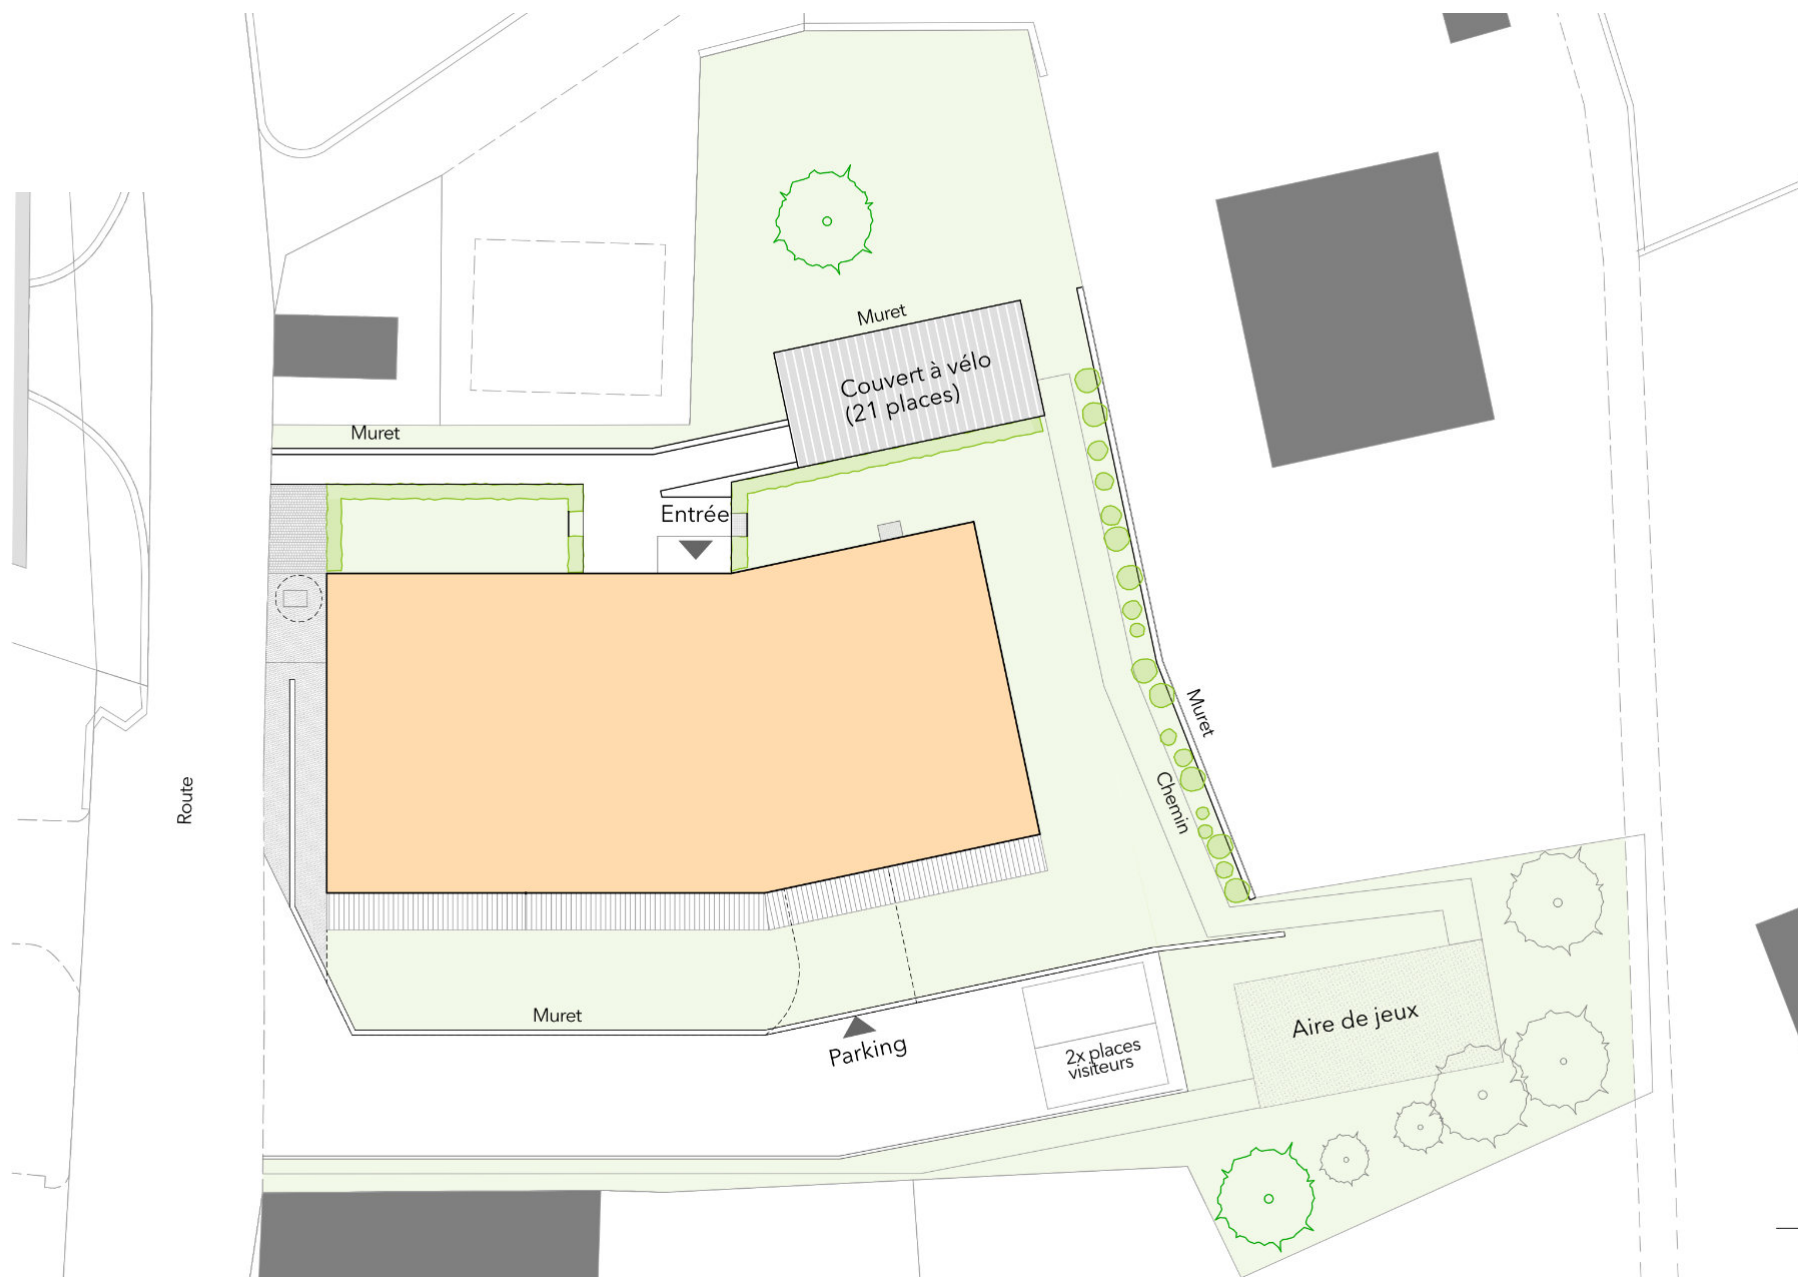 Muret
Couvert à vélo
(21 places)
Muret
Entrée
Muret
Route
Chemin
Muret
Aire de jeux
Parking
2x places
visiteurs